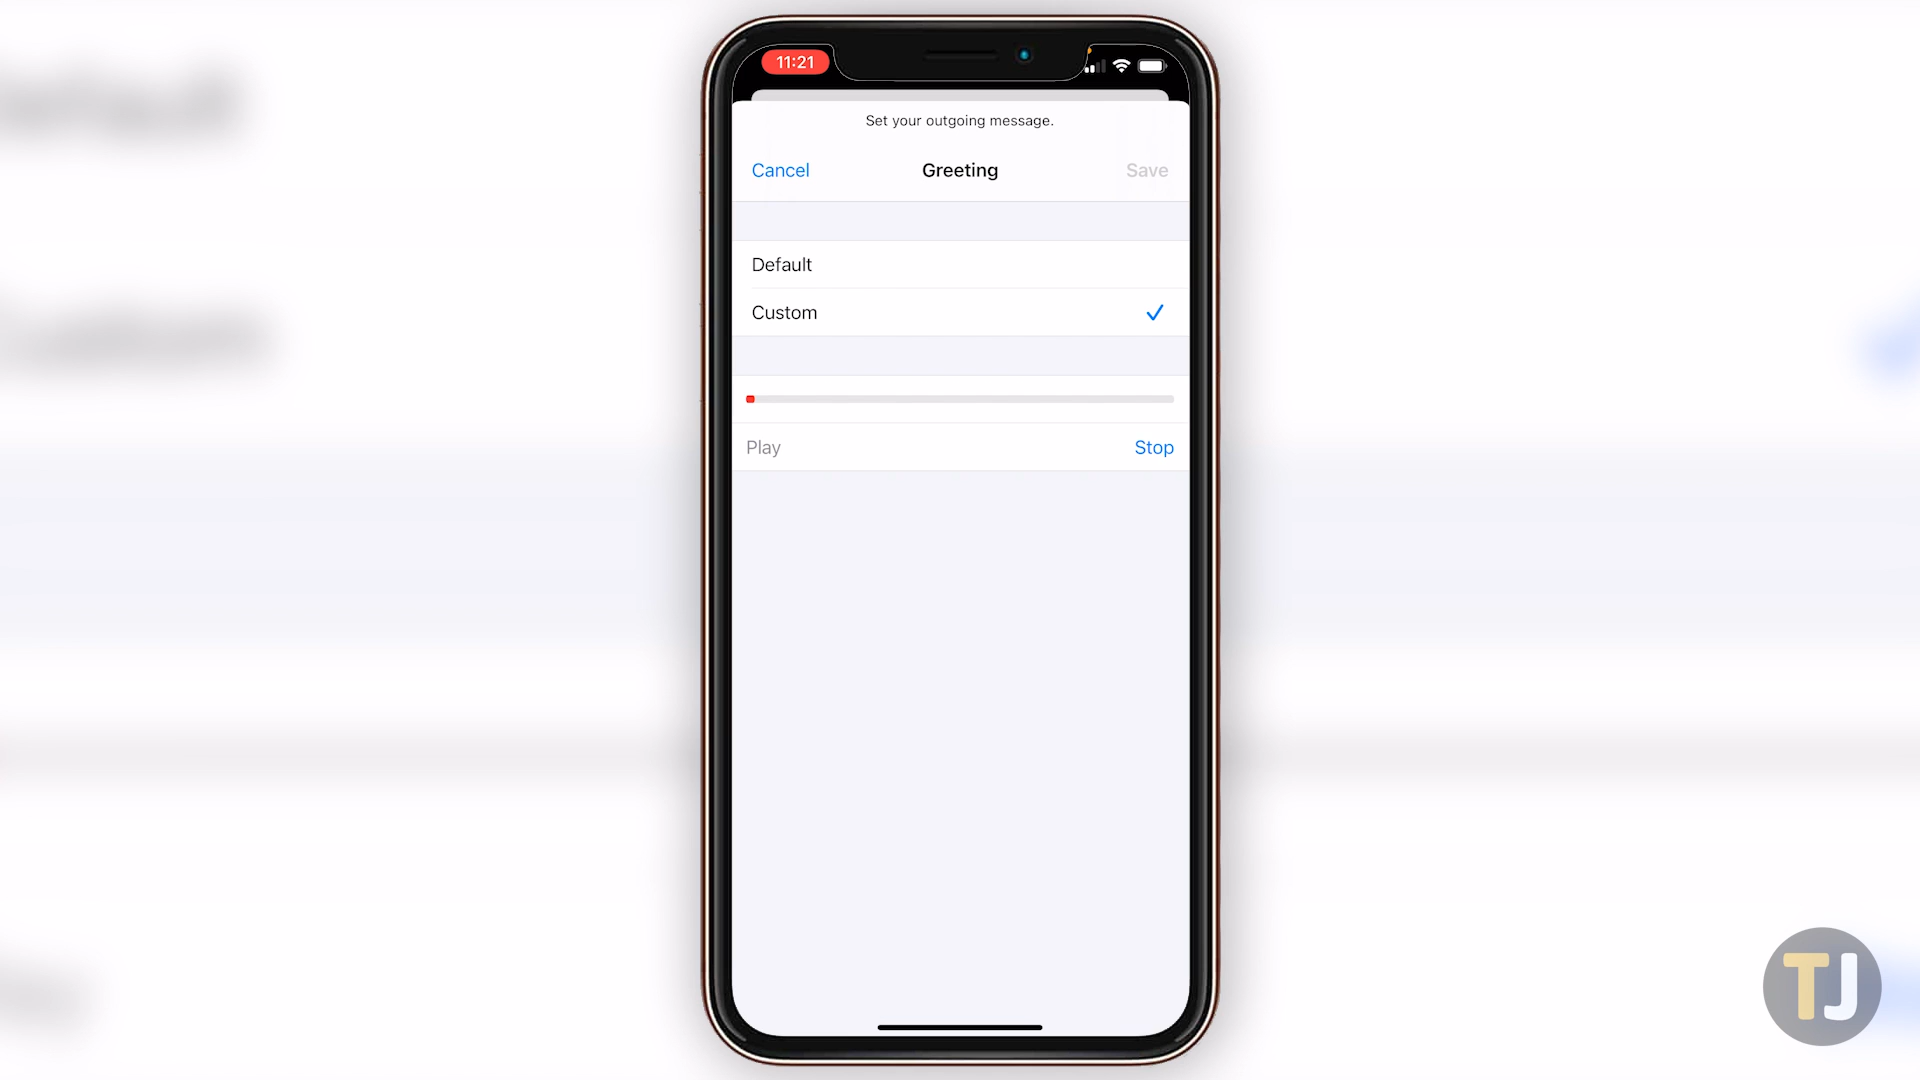 11:21
Set your outgoing message.
Cancel Greeting Save
Default
Custom
Play Stop
TJ